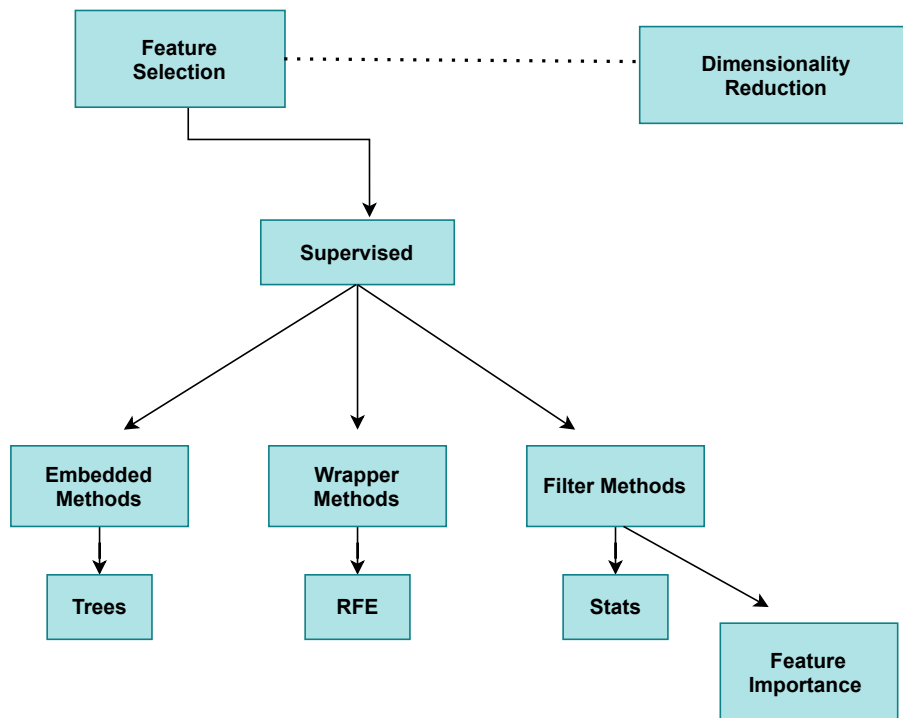 Feature
Selection
Dimensionality
Reduction
Supervised
Embedded
Methods
Wrapper
Methods
Filter Methods
Trees
RFE
Stats
Feature
Importance